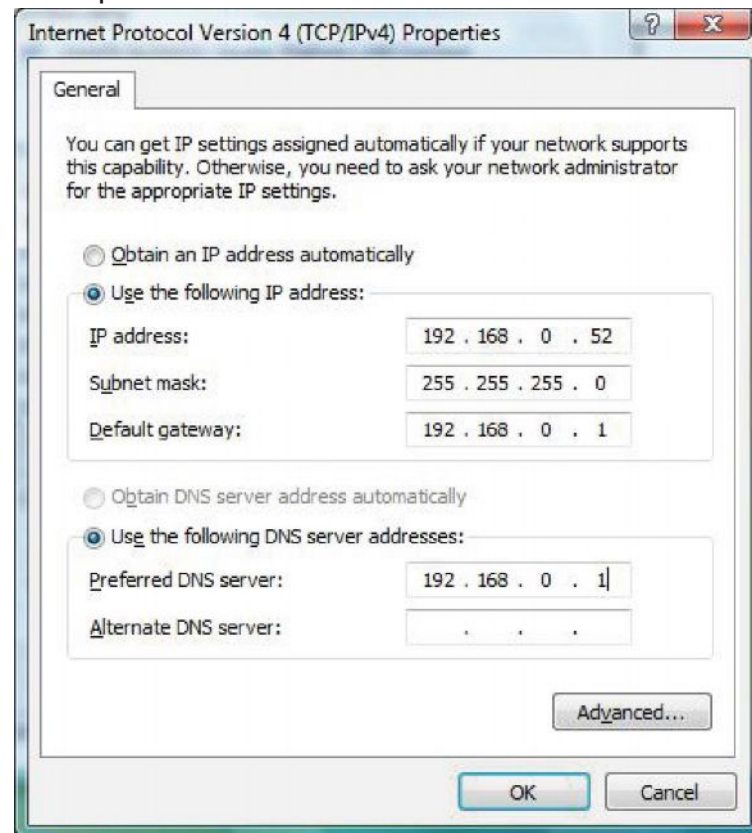 Internet Protocol Version 4 (TCP/IPv4) Properties
General
You can get IP settings assigned automatically if your network supports
this capability. Otherwise, you need to ask your network administrator
for the appropriate IP settings.
Obtain an IP address automatically
Use the following IP address:
IP address: 192 . 168 . 0 . 52
Subnet mask: 255 . 255 . 255 . 0
Default gateway: 192 . 168 . 0 . 1
Obtain DNS server address automatically
Use the following DNS server addresses:
Preferred DNS server: 192 . 168 . 0 . 1
Alternate DNS server: . . .
Advanced...
OK Cancel